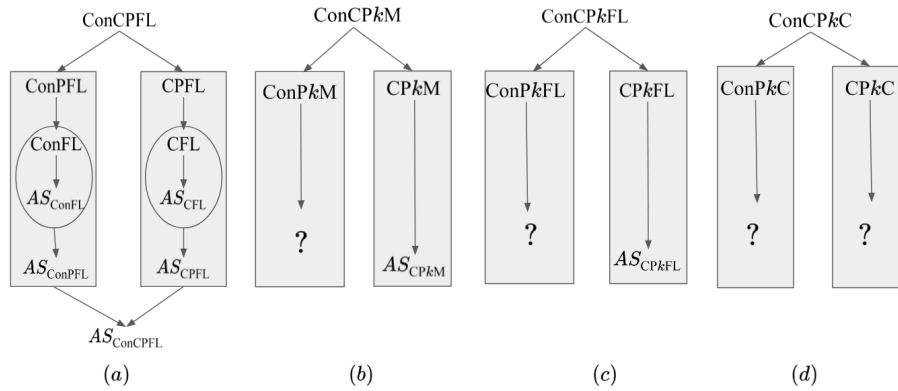 ConCPFL
ConPFL
CPFL
ConFL
CFL
AS_ConFL
AS_CFL
AS_ConPFL
AS_CPFL
AS_ConCPFL
(a)
ConCPkM
ConPkM
CPkM
?
AS_CPkM
(b)
ConCPkFL
ConPkFL
CPkFL
?
AS_CPkFL
(c)
ConCPkC
ConPkC
CPkC
?
?
(d)